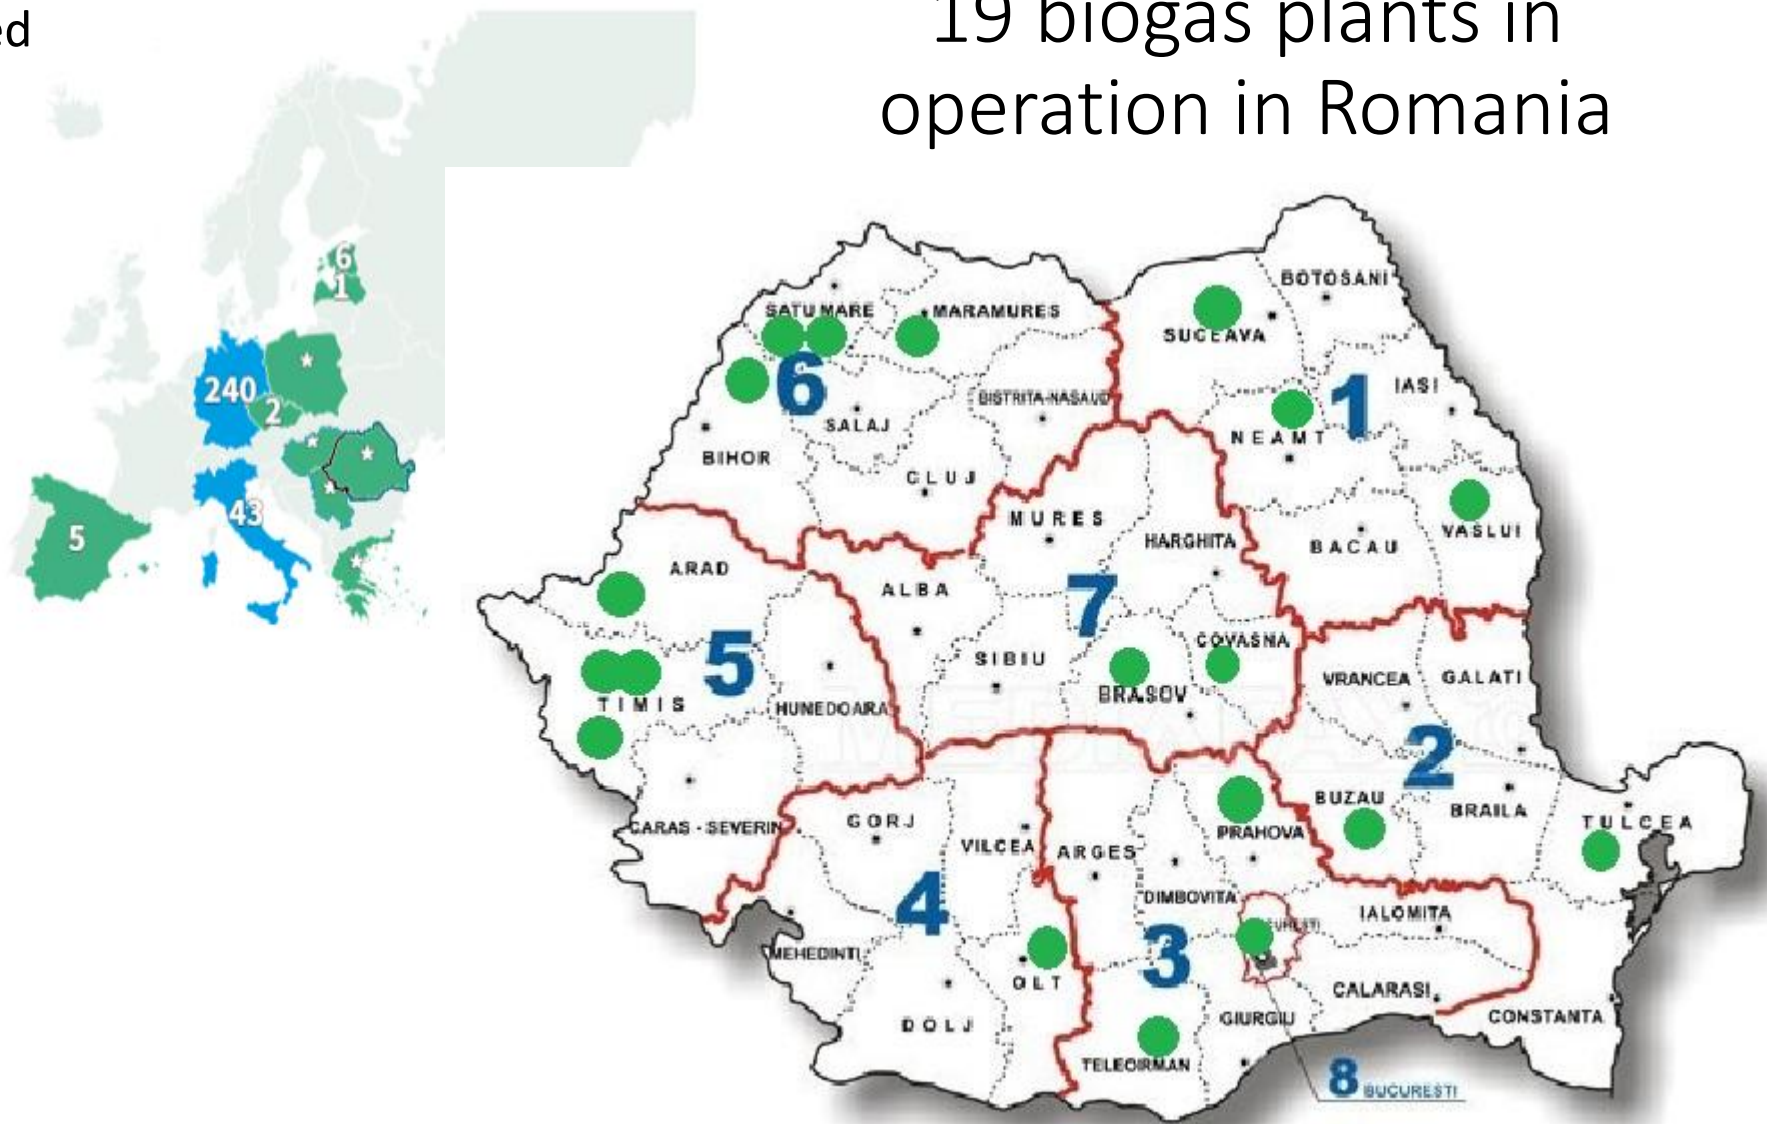 ed
19 biogas plants in
operation in Romania
6
1
240
2
43
5
BOTOSANI
SATU MARE
MARAMURES
SUCEAVA
6
BISTRITA-NASAUD
1
IASI
SALAJ
NEAMT
BIHOR
CLUJ
MURES
HARGHITA
BACAU
VASLUI
ARAD
ALBA
7
5
SIBIU
COVASNA
BRASOV
VRANCEA
GALATI
TIMIS
HUNEDOARA
2
BUZAU
BRAILA
CARAS - SEVERIN
GORJ
VILCEA
ARGES
PRAHOVA
TULCEA
4
DIMBOVITA
IALOMITA
MEHEDINTI
3
OLT
CALARASI
DOLJ
GIURGIU
CONSTANTA
TELEOIRMAN
8 BUCURESTI